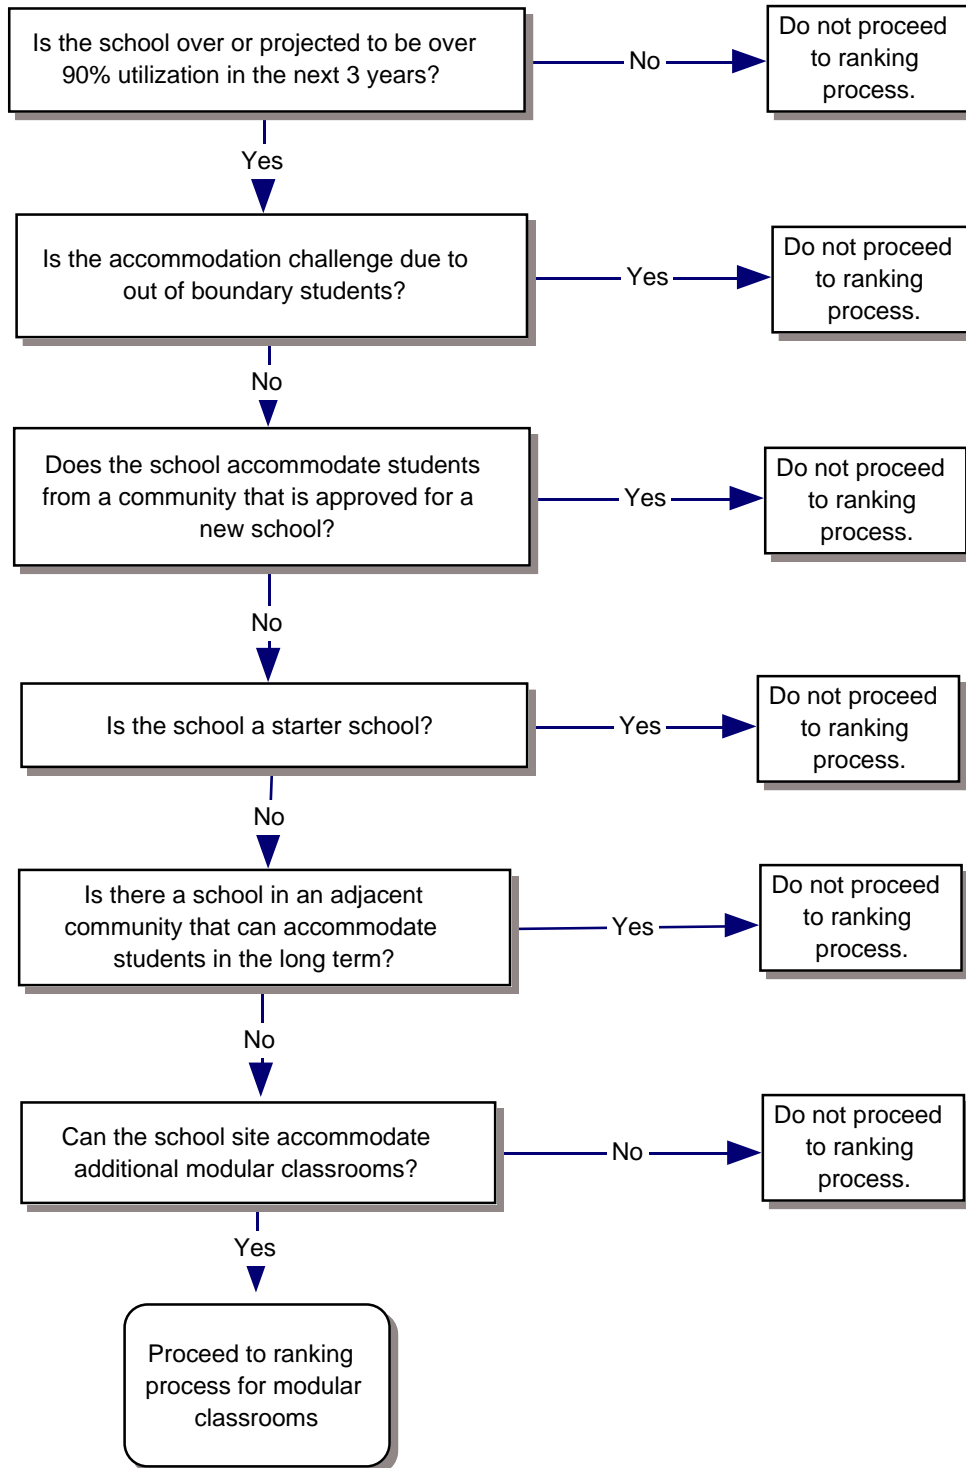 Is the school over or projected to be over
90% utilization in the next 3 years?
No
Do not proceed
to ranking
process.
Yes
Is the accommodation challenge due to
out of boundary students?
Yes
Do not proceed
to ranking
process.
No
Does the school accommodate students
from a community that is approved for a
new school?
Yes
Do not proceed
to ranking
process.
No
Is the school a starter school?
Yes
Do not proceed
to ranking
process.
No
Is there a school in an adjacent
community that can accommodate
students in the long term?
Yes
Do not proceed
to ranking
process.
No
Can the school site accommodate
additional modular classrooms?
No
Do not proceed
to ranking
process.
Yes
Proceed to ranking
process for modular
classrooms